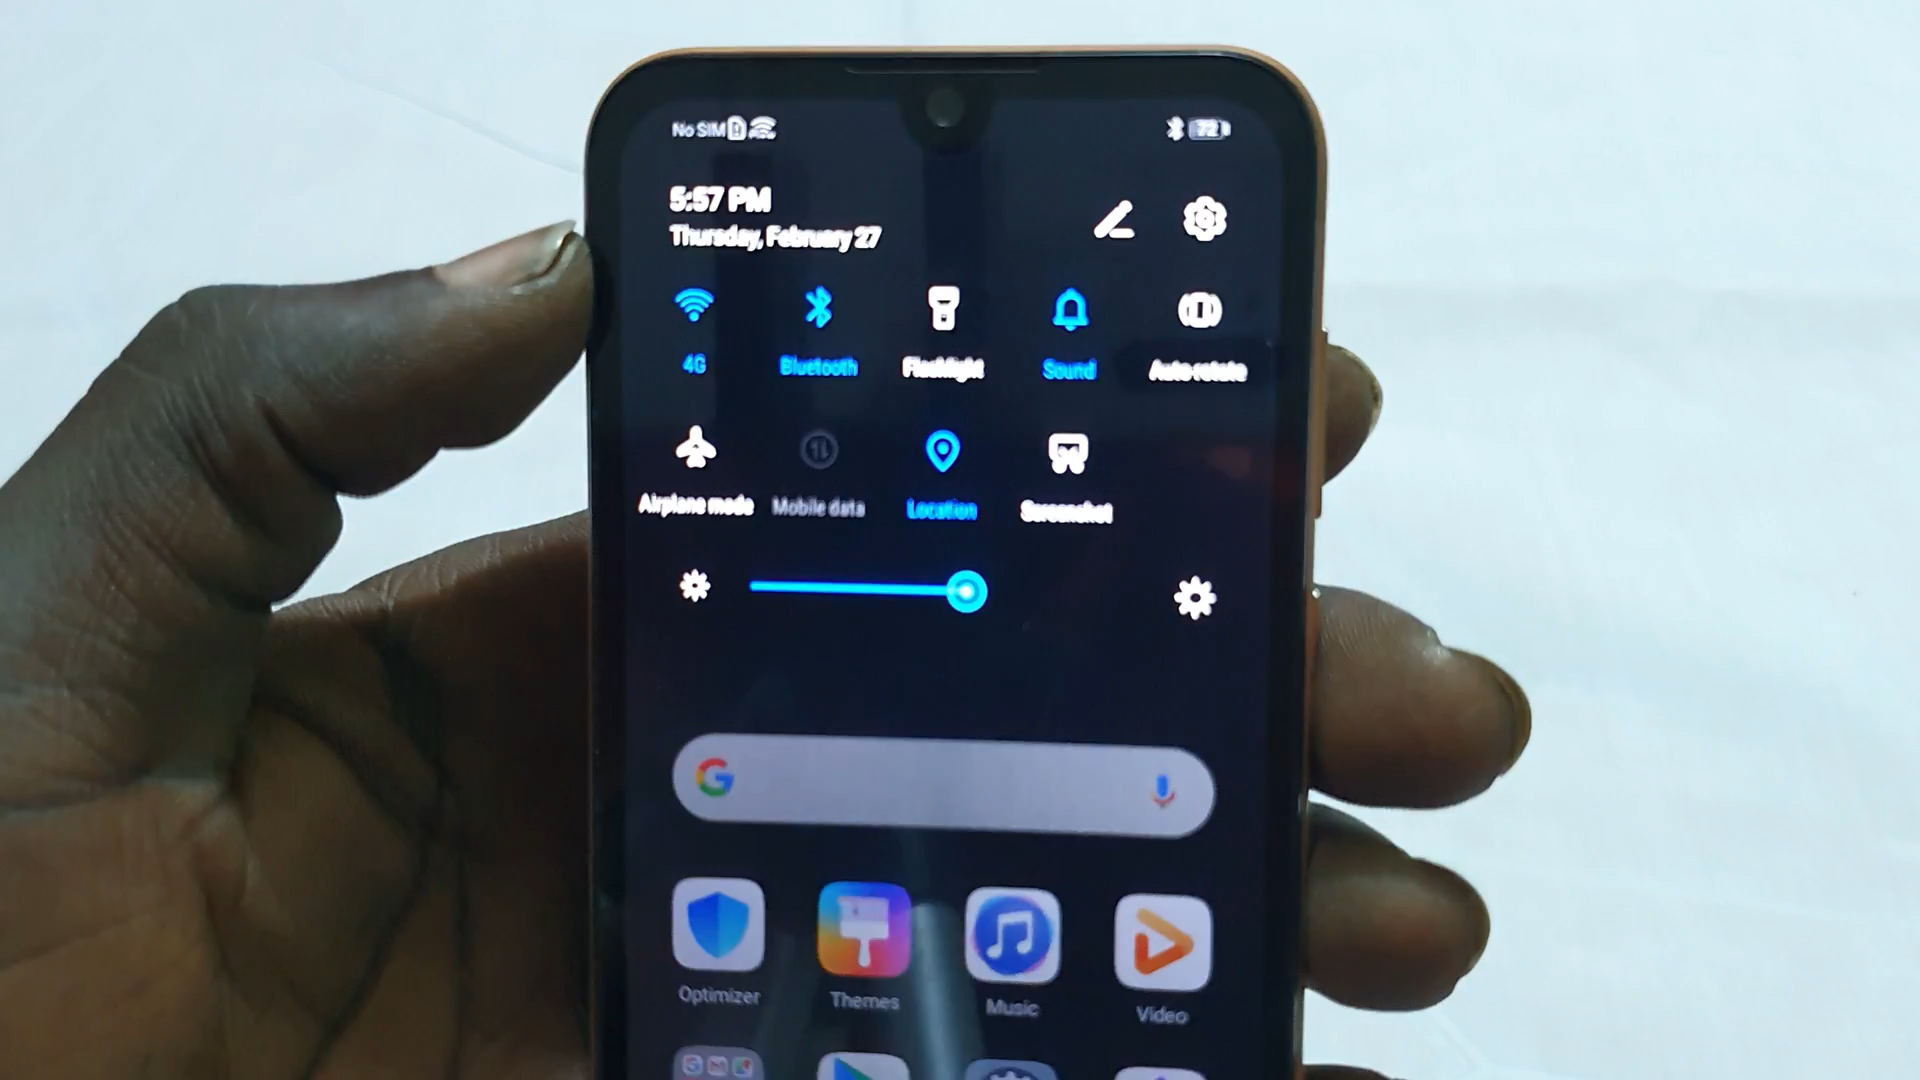 No SIM 72
5:57 PM
Thursday, February 27
4G Bluetooth Flashlight Sound Auto rotate
Airplane mode Mobile data Location Screenshot
Optimizer Themes Music Video